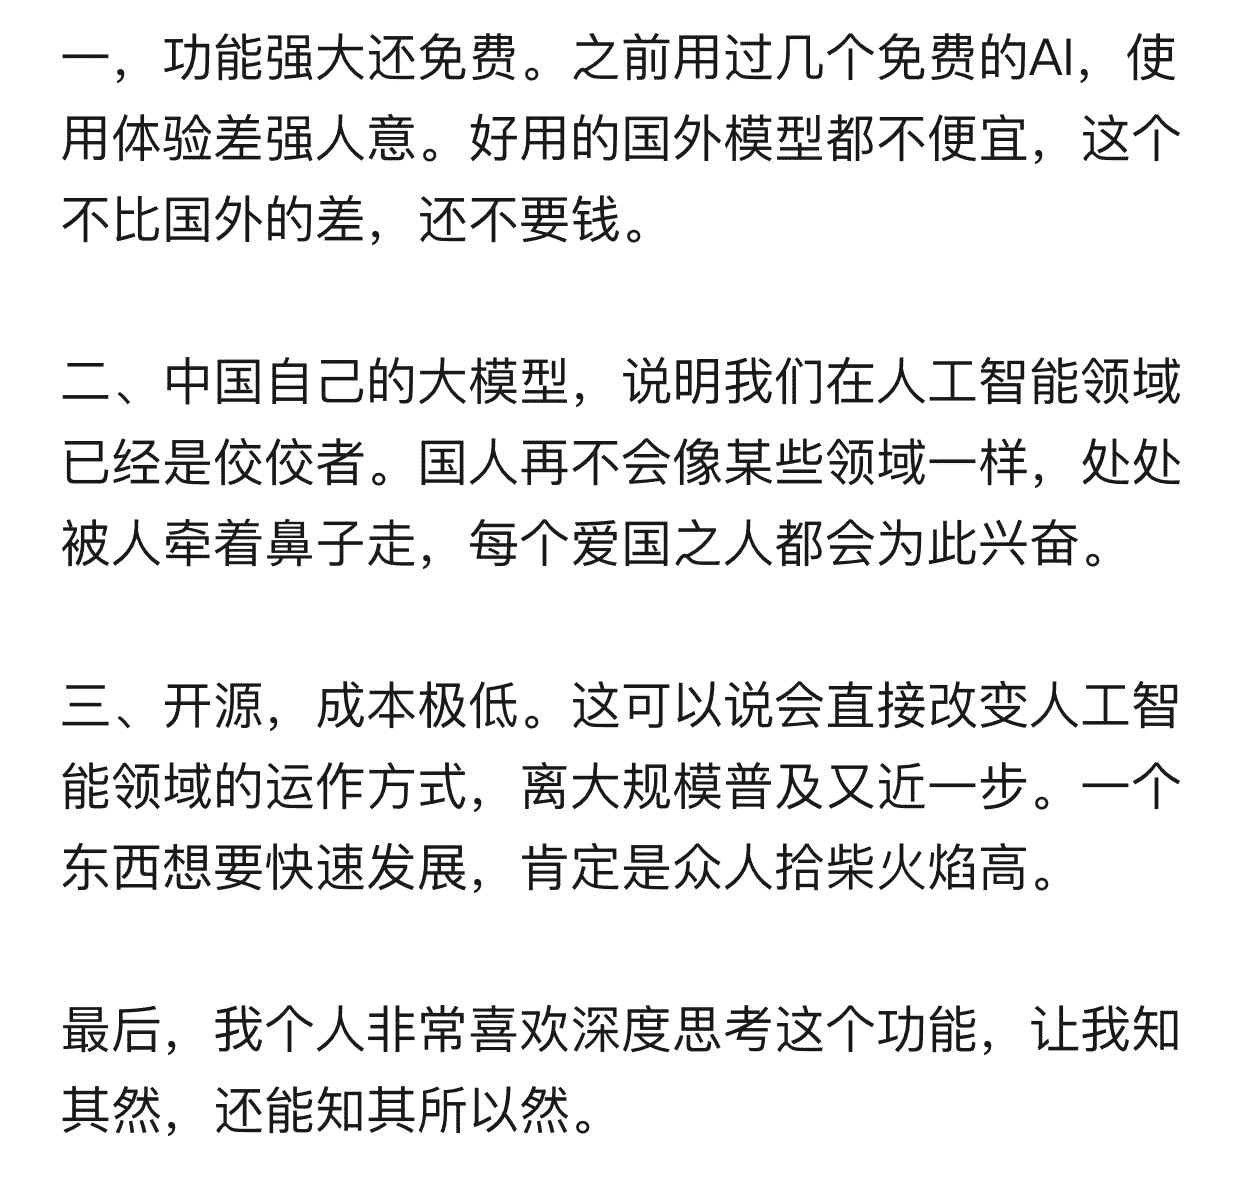 一，功能强大还免费。之前用过几个免费的AI，使
用体验差强人意。好用的国外模型都不便宜，这个
不比国外的差，还不要钱。
二、中国自己的大模型，说明我们在人工智能领域
已经是佼佼者。国人再不会像某些领域一样，处处
被人牵着鼻子走，每个爱国之人都会为此兴奋。
三、开源，成本极低。这可以说会直接改变人工智
能领域的运作方式，离大规模普及又近一步。一个
东西想要快速发展，肯定是众人拾柴火焰高。
最后，我个人非常喜欢深度思考这个功能，让我知
其然，还能知其所以然。